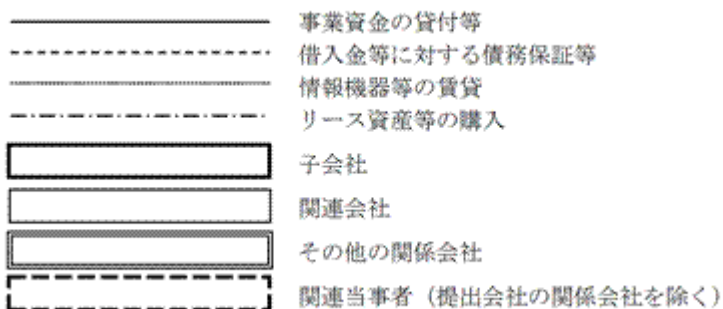 事業資金の貸付等
借入金等に対する債務保証等
情報機器等の賃貸
リース資産等の購入
子会社
関連会社
その他の関係会社
関連当事者（提出会社の関係会社を除く）